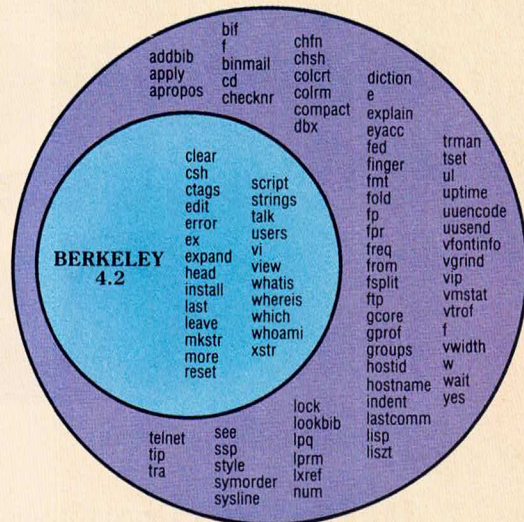 addbib
apply
apropos
bif
f
binmail
cd
checknr
chfn
chsh
colcrt
colrm
compact
dbx
diction
e
explain
eyacc
fed
finger
fmt
fold
fp
fpr
freq
from
fsplit
ftp
gcore
gprof
groups
hostid
hostname
indent
lastcomm
lisp
liszt
trman
tset
ul
uptime
uuencode
uusend
vfontinfo
vgrind
vip
vmstat
vtrof
f
vwidth
w
wait
yes
BERKELEY
4.2
clear
csh
ctags
edit
error
ex
expand
head
install
last
leave
mkstr
more
reset
script
strings
talk
users
vi
view
whatis
whereis
which
whoami
xstr
telnet
tip
tra
see
ssp
style
symorder
sysline
lock
lookbib
lpq
lprm
lxref
num